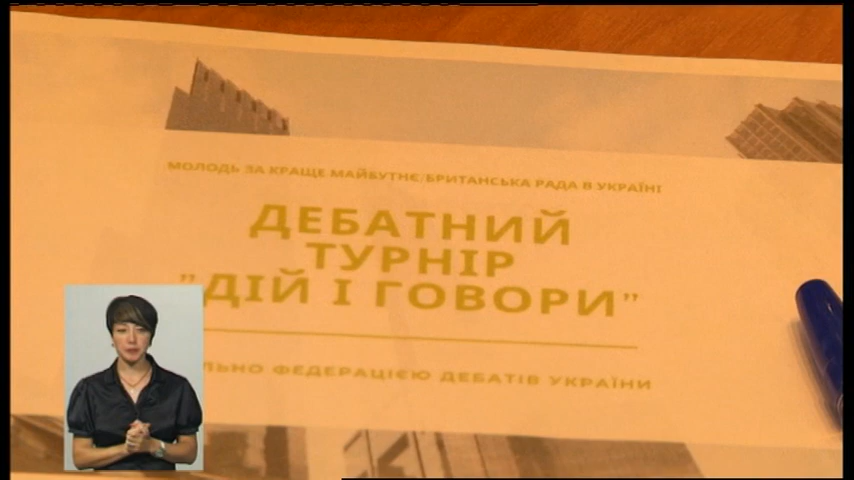 МОЛОДЬ ЗА КРАЩЕ МАЙБУТНЄ/БРИТАНСЬКА РАДА В УКРАЇНІ
ДЕБАТНИЙ
ТУРНІР
"ДІЙ І ГОВОРИ"
ФЕДЕРАЦІЄЮ ДЕБАТІВ УКРАЇНИ